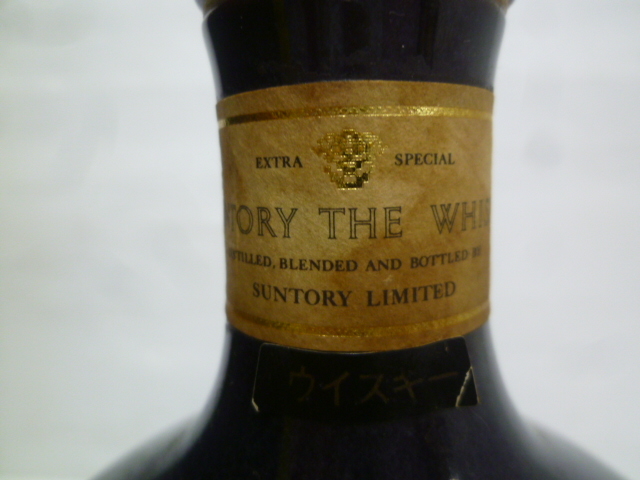 EXTRA SPECIAL
TORY THE WHI
TILLED, BLENDED AND BOTTLED BY
SUNTORY LIMITED
ウイスキー